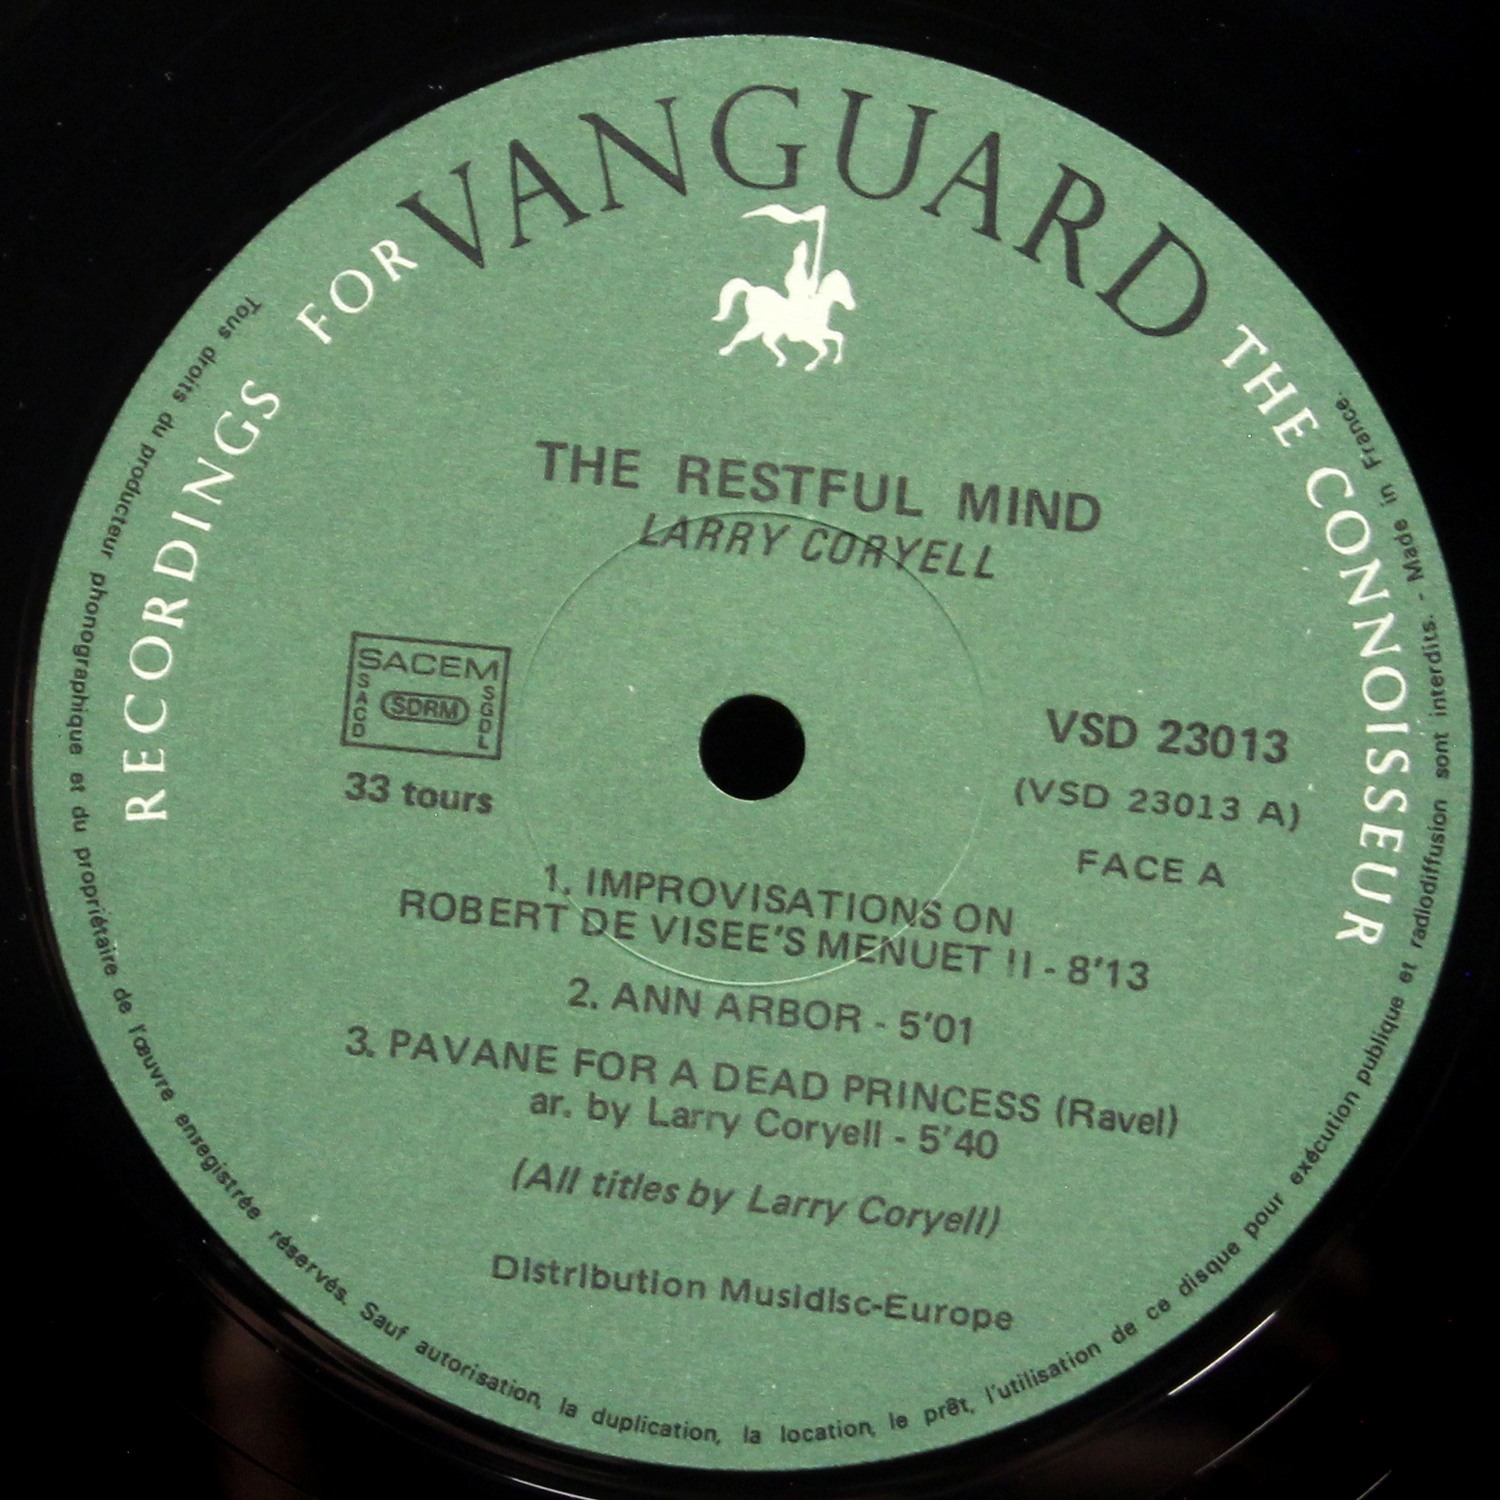 RECORDINGS FOR VANGUARD THE CONNOISSEUR
THE RESTFUL MIND
LARRY CORYELL
SACEM
SACD
SDRM
SGDL
33 tours
VSD 23013
(VSD 23013 A)
FACE A
1. IMPROVISATIONS ON
ROBERT DE VISEE'S MENUET II - 8'13
2. ANN ARBOR - 5'01
3. PAVANE FOR A DEAD PRINCESS (Ravel)
ar. by Larry Coryell - 5'40
(All titles by Larry Coryell)
Distribution Musidisc-Europe
Tous droits du producteur phonographique et du propriétaire de l'œuvre enregistrée réservés. Sauf autorisation, la duplication, la location, le prêt, l'utilisation de ce disque pour exécution publique et radiodiffusion sont interdits. - Made in France.